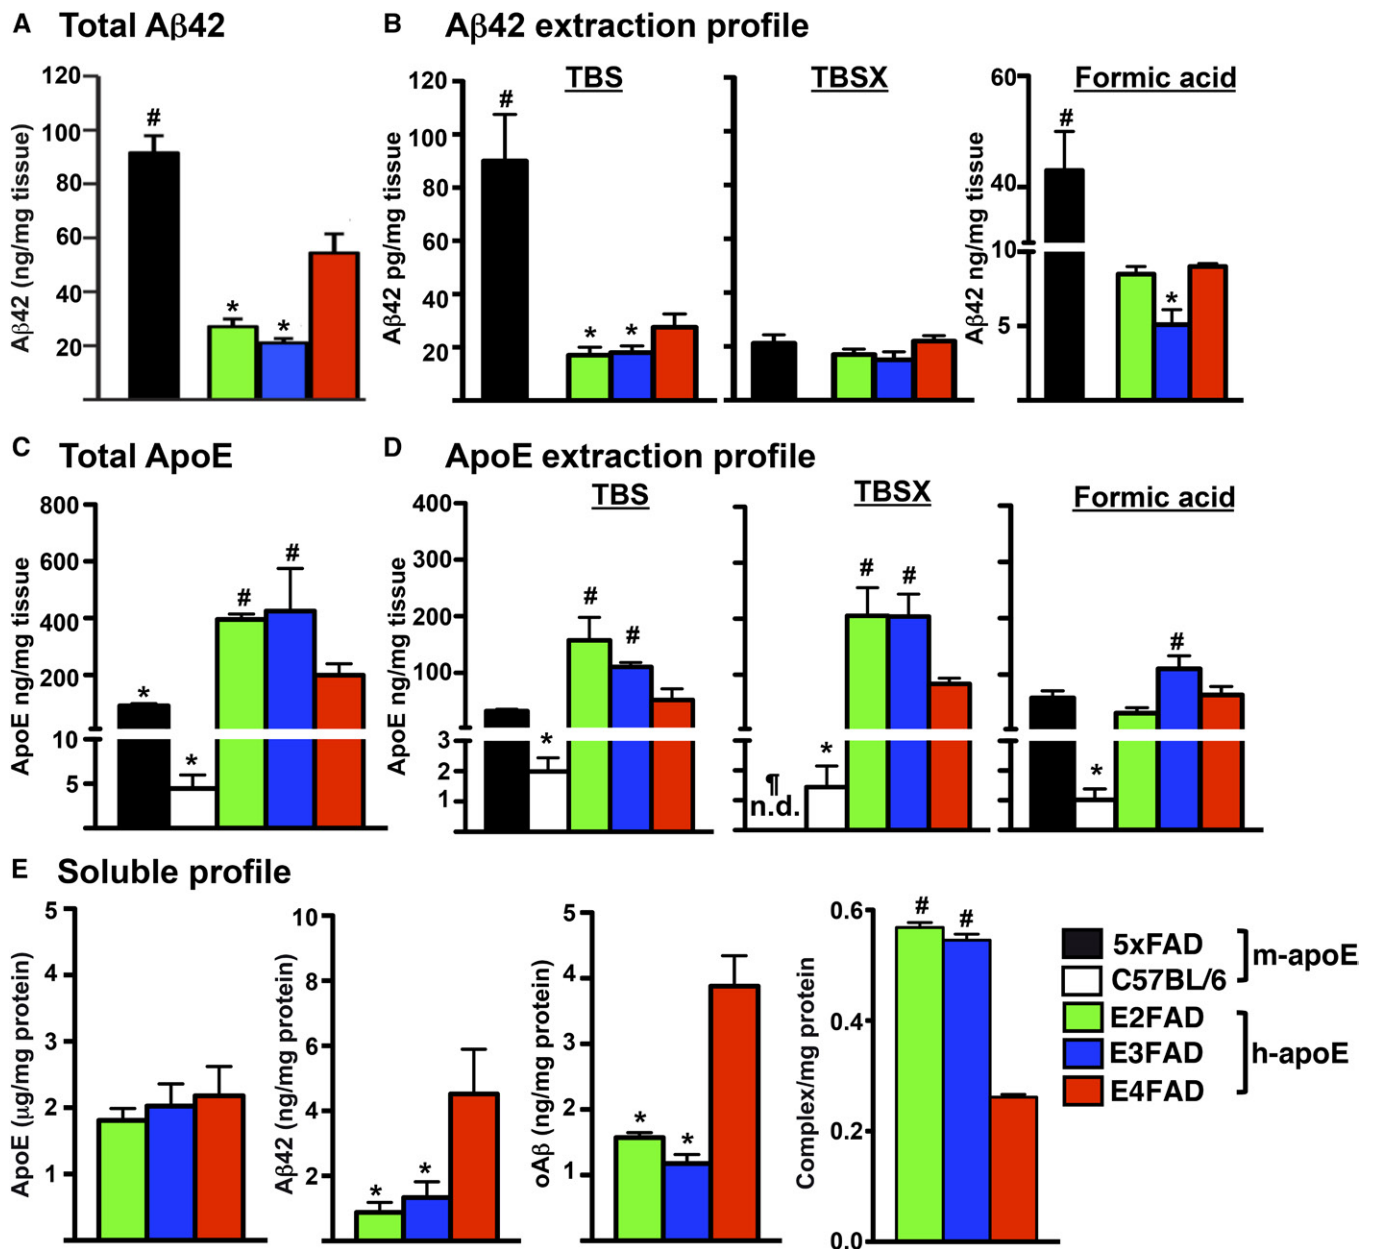 A Total Aβ42
Aβ42 (ng/mg tissue)
120
100
80
60
40
20
#
*
*
B Aβ42 extraction profile
Aβ42 pg/mg tissue
120
100
80
60
40
20
TBS
#
*
*
TBSX
Aβ42 ng/mg tissue
60
40
10
5
Formic acid
#
*
C Total ApoE
ApoE ng/mg tissue
800
600
400
200
10
5
*
*
#
#
D ApoE extraction profile
ApoE ng/mg tissue
400
300
200
100
3
2
1
TBS
*
#
#
TBSX
¶
n.d.
*
#
#
Formic acid
*
#
E Soluble profile
ApoE (µg/mg protein)
5
4
3
2
1
Aβ42 (ng/mg protein)
10
8
6
4
2
*
*
oAβ (ng/mg protein)
5
4
3
1
*
*
Complex/mg protein
0.6
0.4
0.2
0.0
#
#
5xFAD
C57BL/6
m-apoE
E2FAD
E3FAD
E4FAD
h-apoE